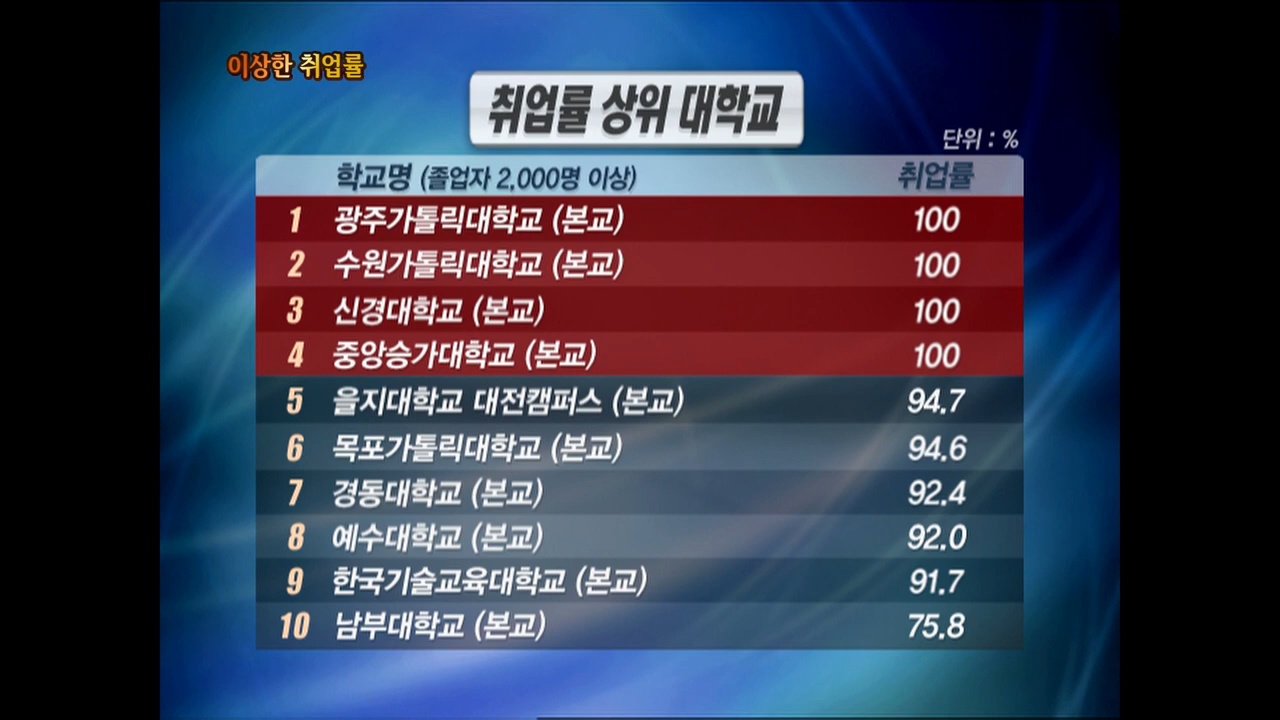 이상한 취업률
취업률 상위 대학교
단위 : %
학교명 (졸업자 2,000명 이상) 취업률
1 광주가톨릭대학교 (본교) 100
2 수원가톨릭대학교 (본교) 100
3 신경대학교 (본교) 100
4 중앙승가대학교 (본교) 100
5 을지대학교 대전캠퍼스 (본교) 94.7
6 목포가톨릭대학교 (본교) 94.6
7 경동대학교 (본교) 92.4
8 예수대학교 (본교) 92.0
9 한국기술교육대학교 (본교) 91.7
10 남부대학교 (본교) 75.8